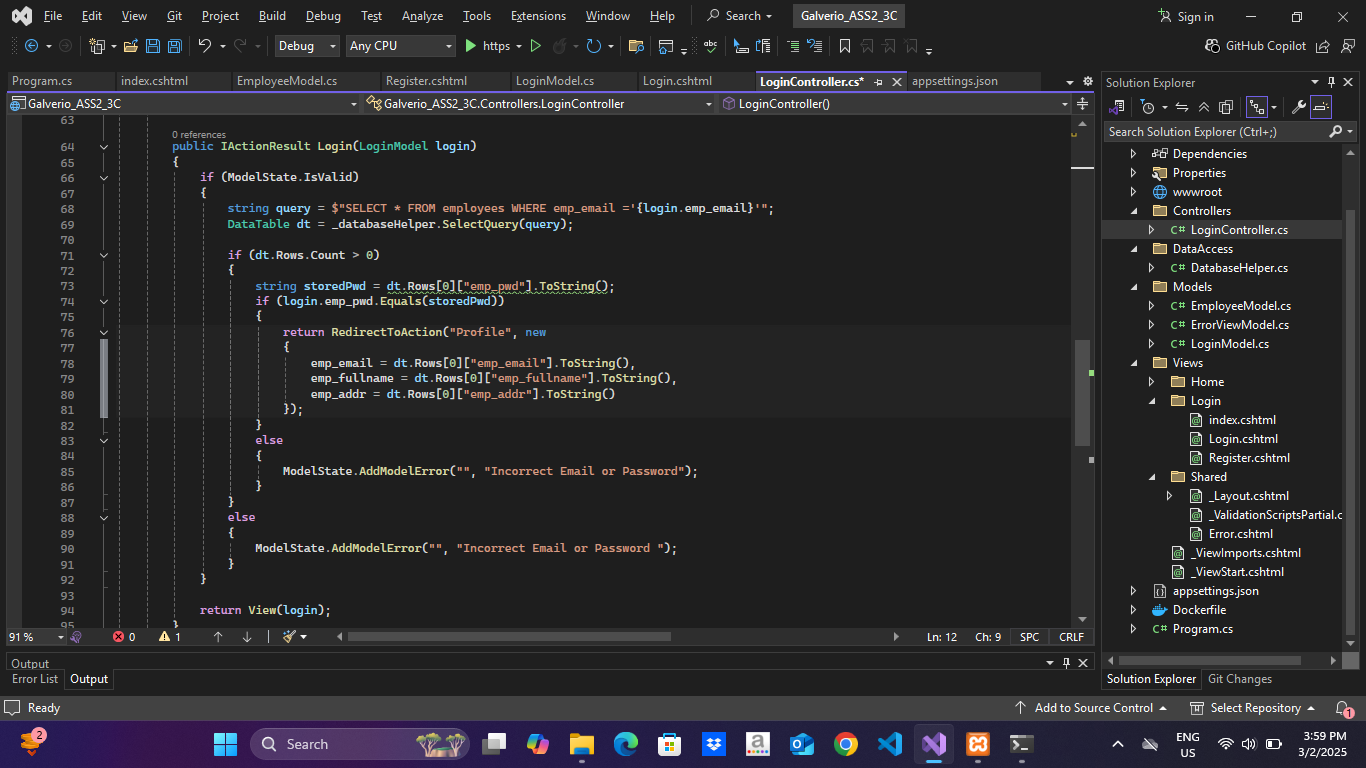 File Edit View Git Project Build Debug Test Analyze Tools Extensions Window Help Search Galverio_ASS2_3C Sign in
Debug Any CPU https GitHub Copilot
Program.cs index.cshtml EmployeeModel.cs Register.cshtml LoginModel.cs Login.cshtml LoginController.cs* appsettings.json
Galverio_ASS2_3C Galverio_ASS2_3C.Controllers.LoginController LoginController()
63
0 references
64 public IActionResult Login(LoginModel login)
65 {
66 if (ModelState.IsValid)
67 {
68 string query = $"SELECT * FROM employees WHERE emp_email ='{login.emp_email}'";
69 DataTable dt = _databaseHelper.SelectQuery(query);
70
71 if (dt.Rows.Count > 0)
72 {
73 string storedPwd = dt.Rows[0]["emp_pwd"].ToString();
74 if (login.emp_pwd.Equals(storedPwd))
75 {
76 return RedirectToAction("Profile", new
77 {
78 emp_email = dt.Rows[0]["emp_email"].ToString(),
79 emp_fullname = dt.Rows[0]["emp_fullname"].ToString(),
80 emp_addr = dt.Rows[0]["emp_addr"].ToString()
81 });
82 }
83 else
84 {
85 ModelState.AddModelError("", "Incorrect Email or Password");
86 }
87 }
88 else
89 {
90 ModelState.AddModelError("", "Incorrect Email or Password ");
91 }
92 }
93
94 return View(login);
95 }
91 % 0 1 Ln: 12 Ch: 9 SPC CRLF
Output
Error List Output
Solution Explorer
Search Solution Explorer (Ctrl+;)
Dependencies
Properties
wwwroot
Controllers
C# LoginController.cs
DataAccess
C# DatabaseHelper.cs
Models
C# EmployeeModel.cs
C# ErrorViewModel.cs
C# LoginModel.cs
Views
Home
Login
index.cshtml
Login.cshtml
Register.cshtml
Shared
_Layout.cshtml
_ValidationScriptsPartial.c
Error.cshtml
_ViewImports.cshtml
_ViewStart.cshtml
appsettings.json
Dockerfile
C# Program.cs
Solution Explorer Git Changes
Ready Add to Source Control Select Repository 1
2 Search ENG US 3:59 PM
3/2/2025